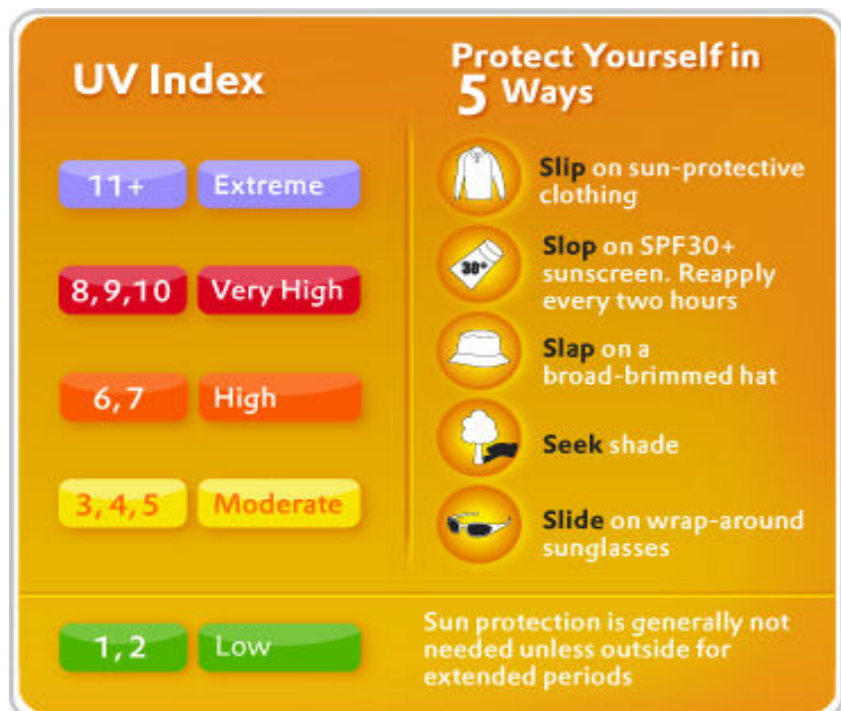 UV Index
11+ Extreme
8,9,10 Very High
6,7 High
3,4,5 Moderate
Protect Yourself in
5 Ways
Slip on sun-protective
clothing
30+
Slop on SPF30+
sunscreen. Reapply
every two hours
Slap on a
broad-brimmed hat
Seek shade
Slide on wrap-around
sunglasses
1,2 Low
Sun protection is generally not
needed unless outside for
extended periods